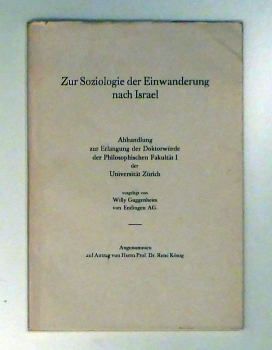 Zur Soziologie der Einwanderung
nach Israel
Abhandlung
zur Erlangung der Doktorwürde
der Philosophischen Fakultät I
der
Universität Zürich
vorgelegt von
Willy Guggenheim
von Endingen AG
Angenommen
auf Antrag von Herrn Prof. Dr. René König